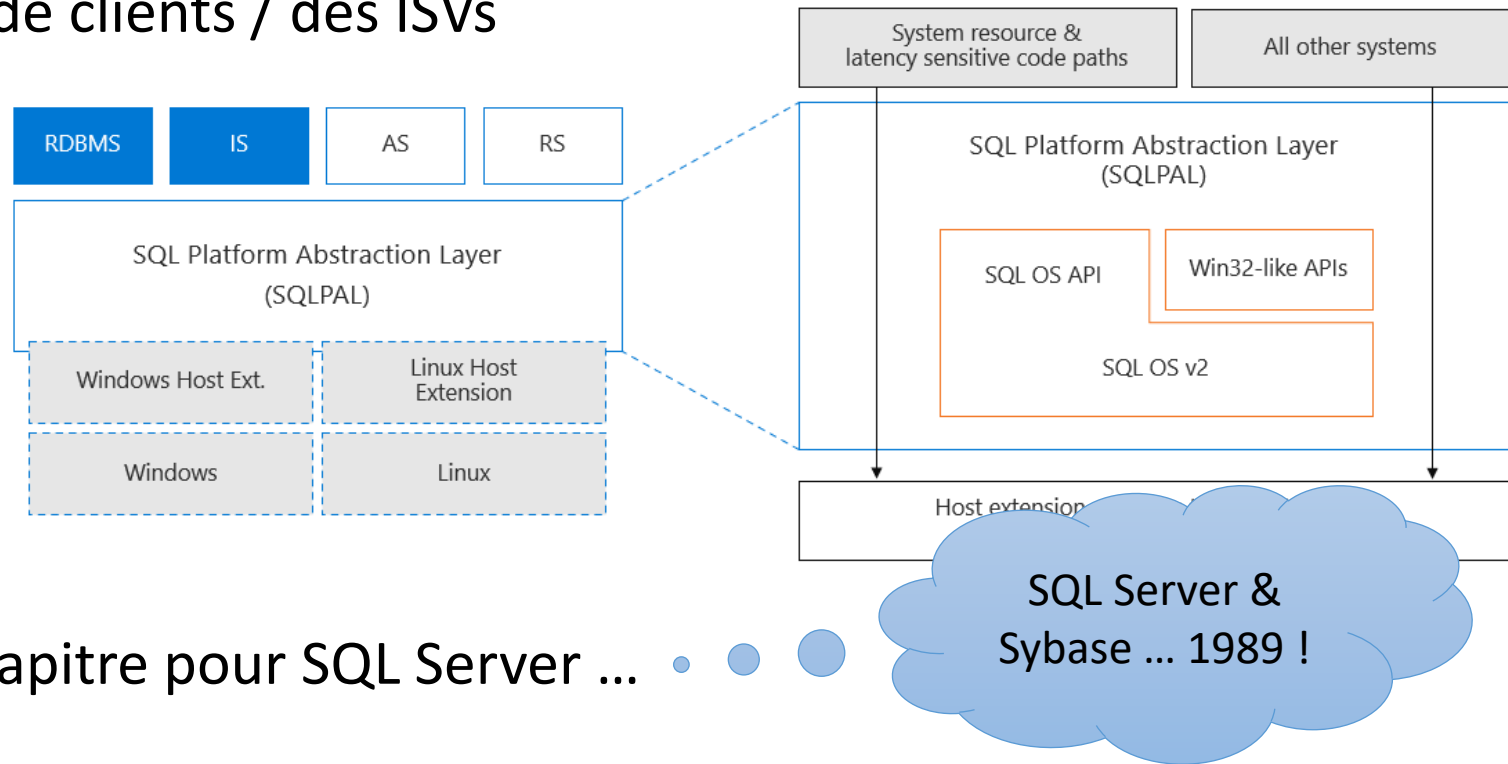 de clients / des ISVs
System resource &
latency sensitive code paths
All other systems
RDBMS
IS
AS
RS
SQL Platform Abstraction Layer
(SQLPAL)
Windows Host Ext.
Linux Host
Extension
Windows
Linux
SQL Platform Abstraction Layer
(SQLPAL)
SQL OS API
Win32-like APIs
SQL OS v2
Host extension
SQL Server &
Sybase ... 1989 !
apitre pour SQL Server ...